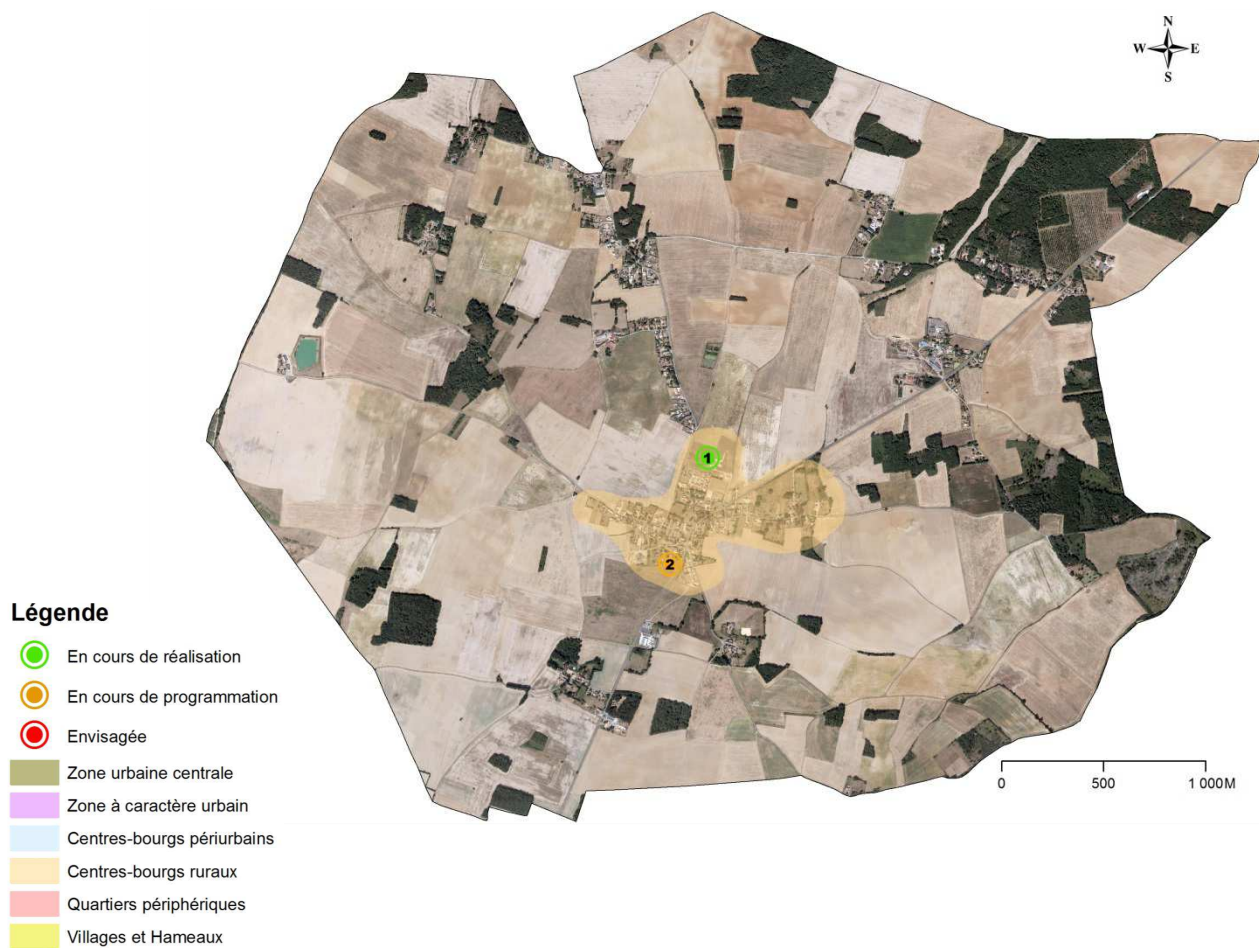 N
W E
S
1
2
Légende
En cours de réalisation
En cours de programmation
Envisagée
Zone urbaine centrale
Zone à caractère urbain
Centres-bourgs périurbains
Centres-bourgs ruraux
Quartiers périphériques
Villages et Hameaux
0 500 1 000M